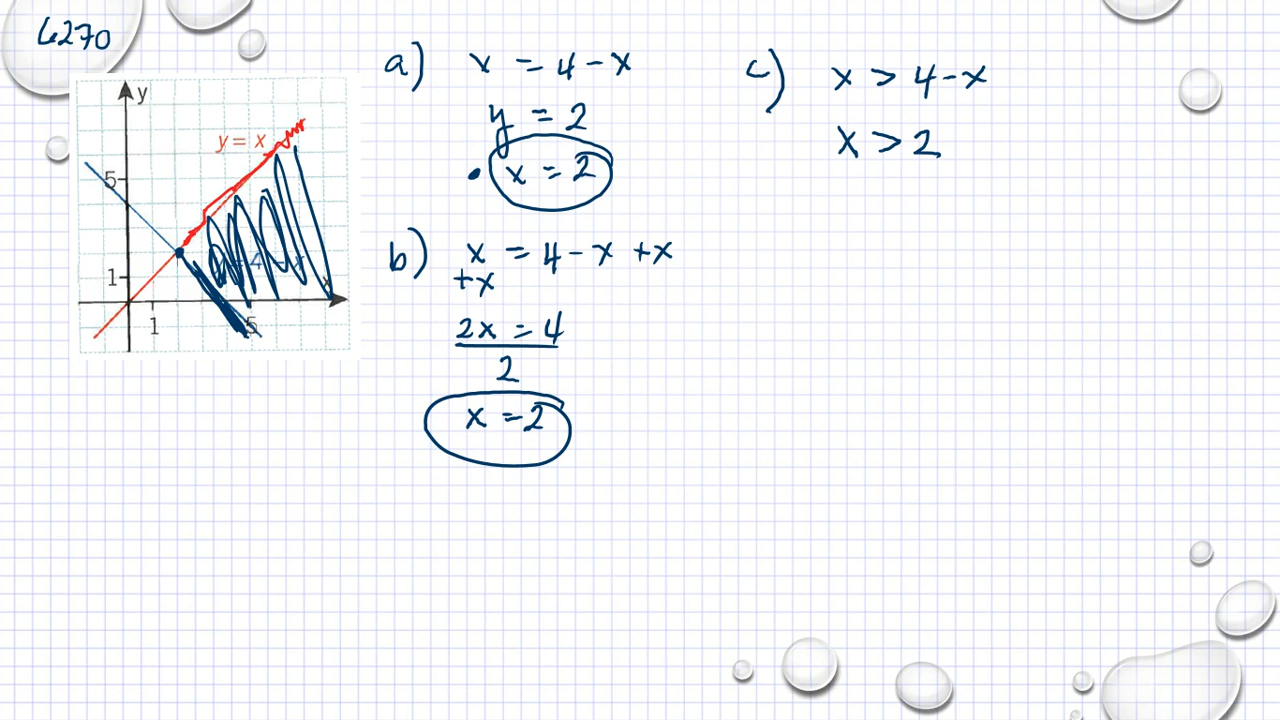 6270
y
y = x
5
1
4
x
1
5
a) x = 4 - x
y = 2
• x = 2
b) x = 4 - x + x
+x
2x = 4
2
x = 2
c) x > 4 - x
x > 2